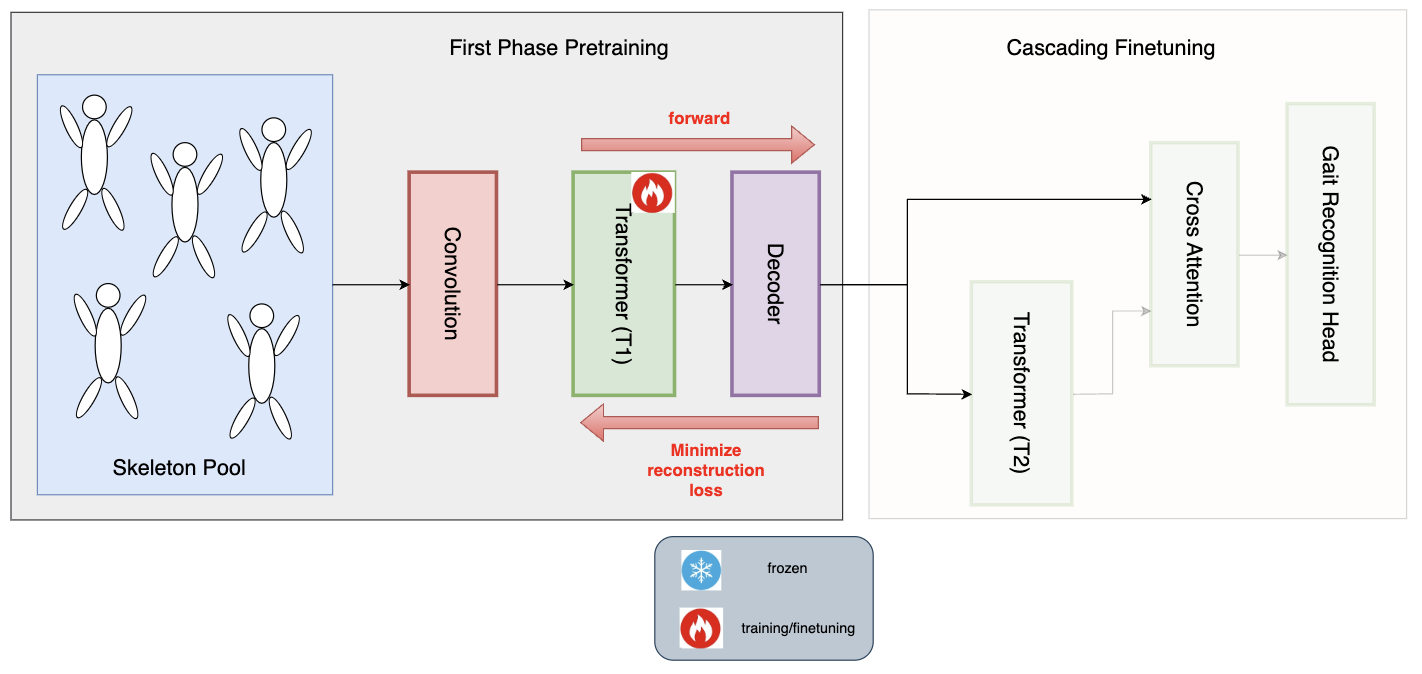 First Phase Pretraining
Skeleton Pool
Convolution
forward
Transformer (T1)
Decoder
Minimize
reconstruction
loss
Cascading Finetuning
Transformer (T2)
Cross Attention
Gait Recognition Head
frozen
training/finetuning